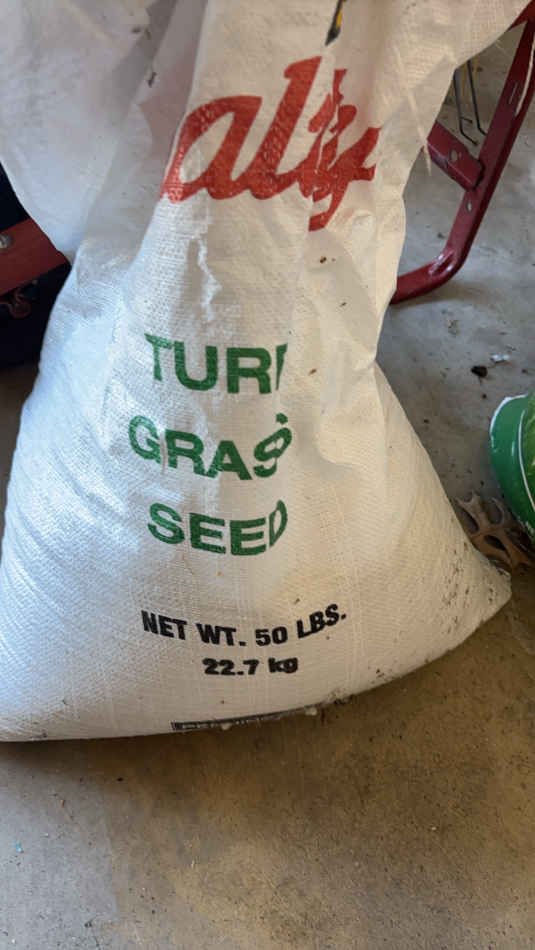 TURF
GRASS
SEED
NET WT. 50 LBS.
22.7 kg